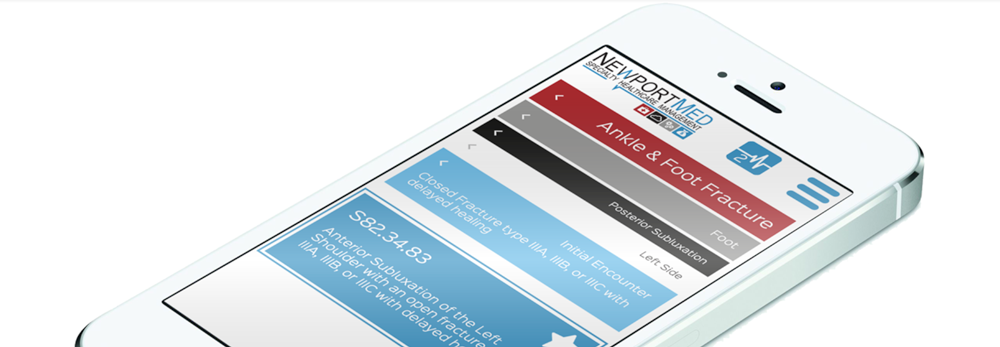 NEWPORTMED
SPECIALTY HEALTHCARE MANAGEMENT
Ankle & Foot Fracture
Foot
Posterior Subluxation
Left Side
Initial Encounter
Closed Fracture type IIIA, IIIB, or IIIC with
delayed healing
S82.34.83
Anterior Subluxation of the Left
Shoulder with an open fracture
IIIA, IIIB, or IIIC with delayed h
2